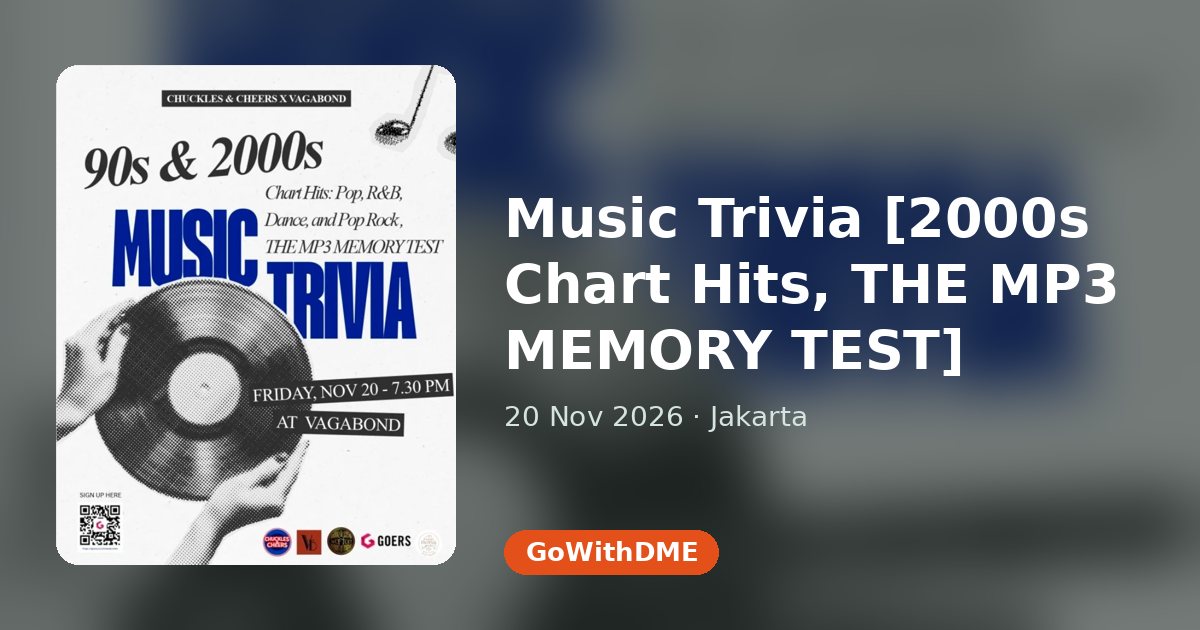 CHUCKLES & CHEERS X VAGABOND
90s & 2000s
Chart Hits: Pop, R&B,
Dance, and Pop Rock,
THE MP3 MEMORY TEST
MUSIC
TRIVIA
FRIDAY, NOV 20 - 7.30 PM
AT VAGABOND
SIGN UP HERE
CHUCKLES
CHEERS
GOERS
Music Trivia [2000s
Chart Hits, THE MP3
MEMORY TEST]
20 Nov 2026 · Jakarta
GoWithDME